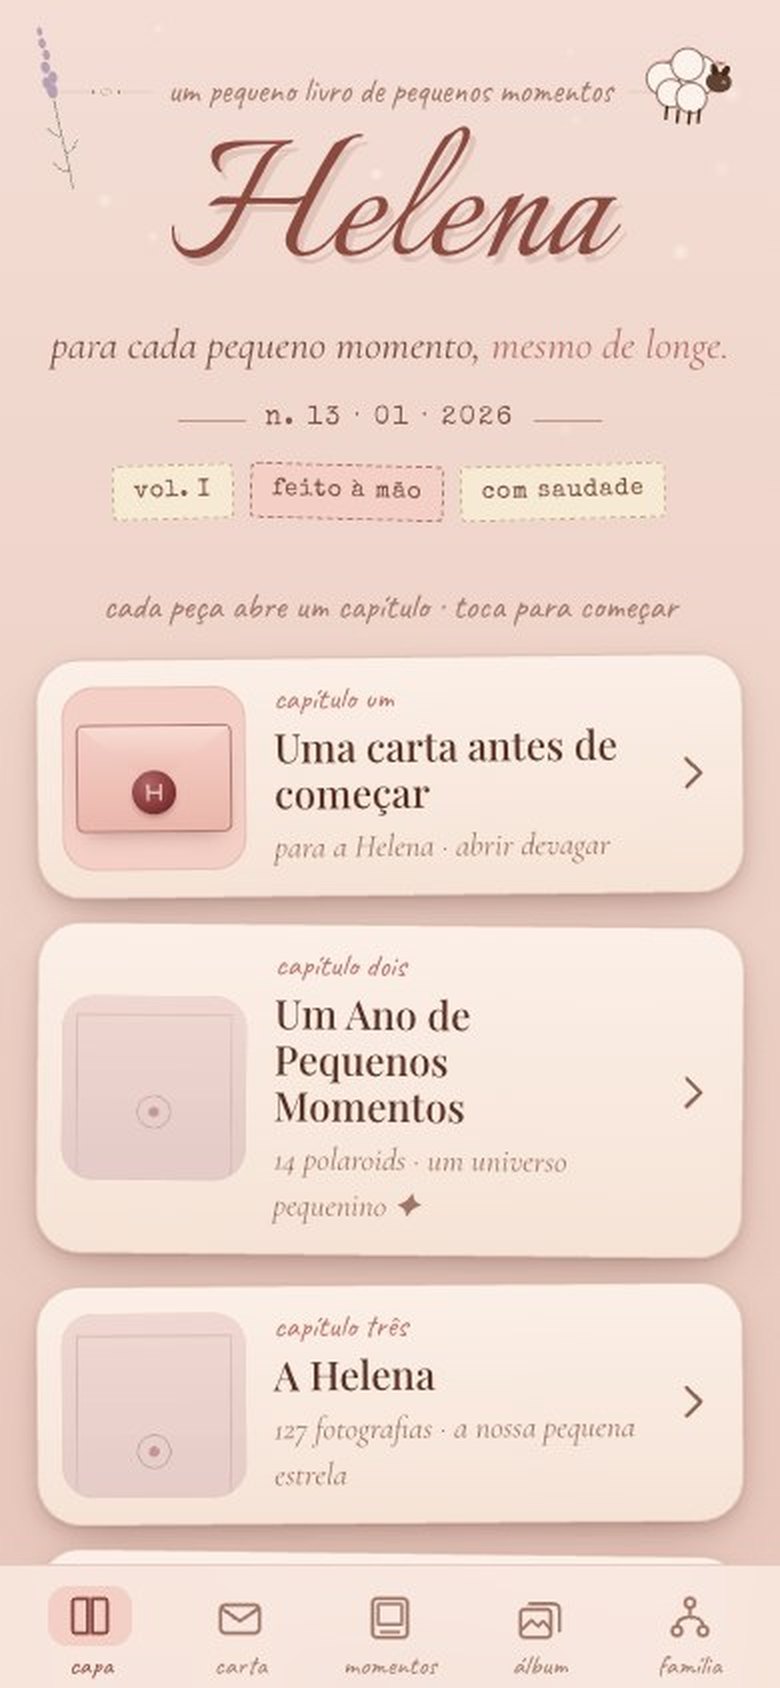 um pequeno livro de pequenos momentos
Helena
para cada pequeno momento, mesmo de longe.
n. 13 · 01 · 2026
vol. I
feito à mão
com saudade
cada peça abre um capítulo · toca para começar
capítulo um
Uma carta antes de
começar
para a Helena · abrir devagar
H
capítulo dois
Um Ano de
Pequenos
Momentos
14 polaroids · um universo
pequenino ✦
capítulo três
A Helena
127 fotografias · a nossa pequena
estrela
capa
carta
momentos
álbum
família